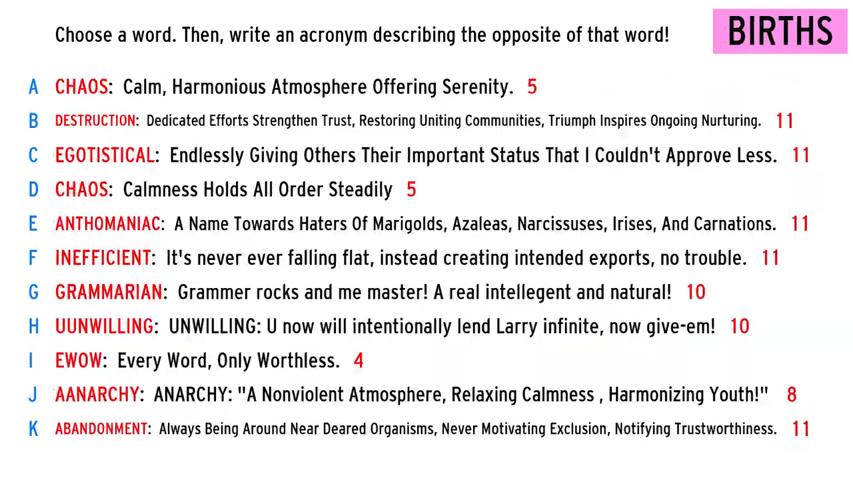 Choose a word. Then, write an acronym describing the opposite of that word!
BIRTHS
A CHAOS: Calm, Harmonious Atmosphere Offering Serenity. 5
B DESTRUCTION: Dedicated Efforts Strengthen Trust, Restoring Uniting Communities, Triumph Inspires Ongoing Nurturing. 11
C EGOTISTICAL: Endlessly Giving Others Their Important Status That I Couldn't Approve Less. 11
D CHAOS: Calmness Holds All Order Steadily 5
E ANTHOMANIAC: A Name Towards Haters Of Marigolds, Azaleas, Narcissuses, Irises, And Carnations. 11
F INEFFICIENT: It's never ever falling flat, instead creating intended exports, no trouble. 11
G GRAMMARIAN: Grammer rocks and me master! A real intellegent and natural! 10
H UUNWILLING: UNWILLING: U now will intentionally lend Larry infinite, now give-em! 10
I EWOW: Every Word, Only Worthless. 4
J AANARCHY: ANARCHY: "A Nonviolent Atmosphere, Relaxing Calmness , Harmonizing Youth!" 8
K ABANDONMENT: Always Being Around Near Deared Organisms, Never Motivating Exclusion, Notifying Trustworthiness. 11